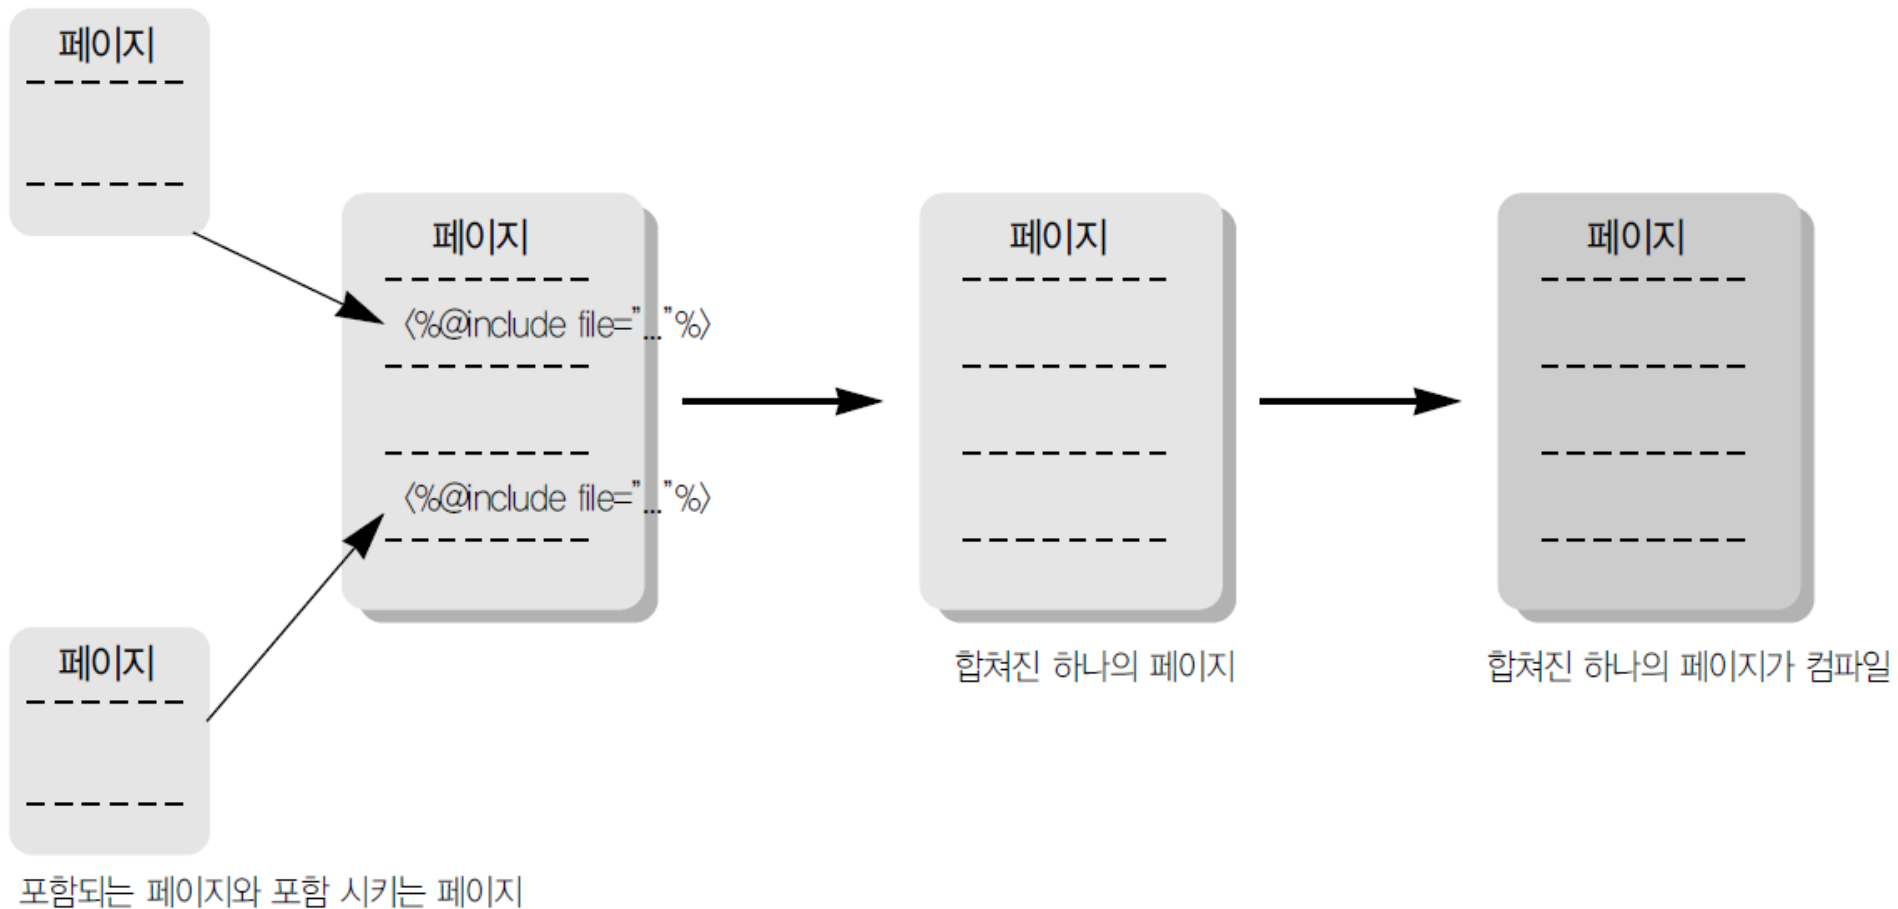 페이지
페이지
<%@include file="..."%>
<%@include file="..."%>
페이지
포함되는 페이지와 포함 시키는 페이지
페이지
합쳐진 하나의 페이지
페이지
합쳐진 하나의 페이지가 컴파일